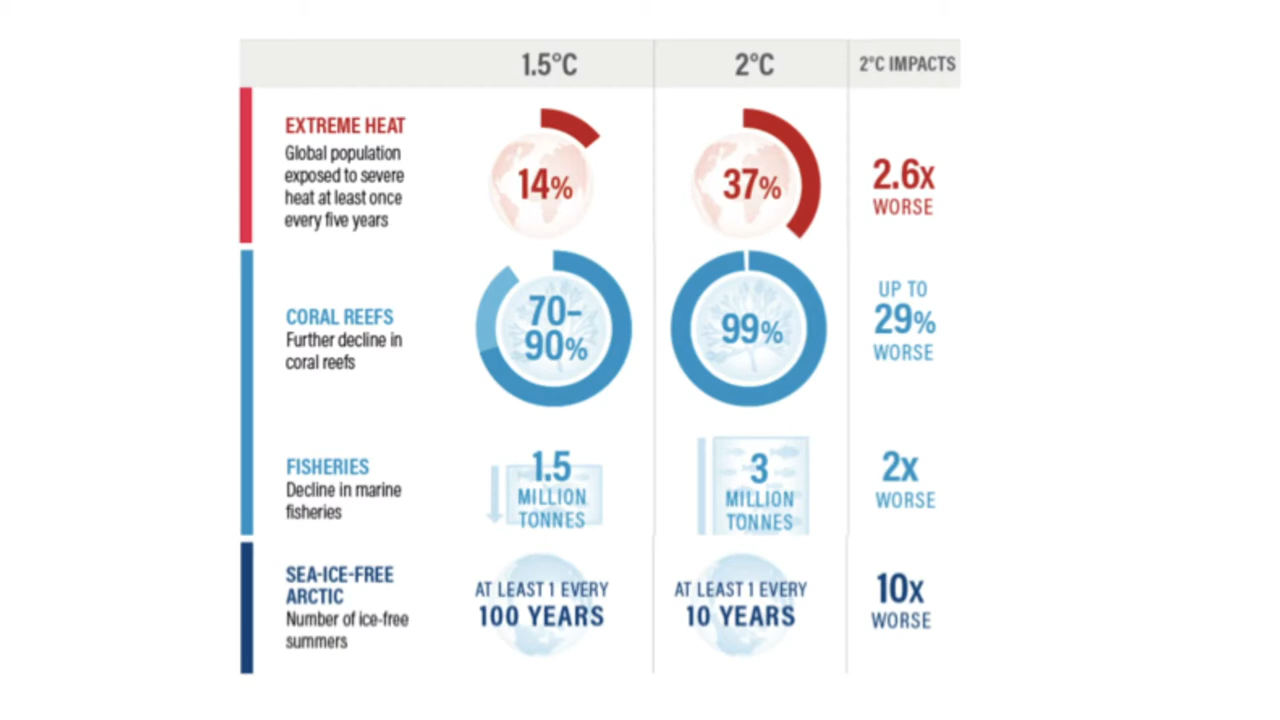 1.5°C 2°C 2°C IMPACTS
EXTREME HEAT
Global population
exposed to severe
heat at least once
every five years
14%
37%
2.6x
WORSE
CORAL REEFS
Further decline in
coral reefs
70–
90%
99%
UP TO
29%
WORSE
FISHERIES
Decline in marine
fisheries
1.5
MILLION
TONNES
3
MILLION
TONNES
2x
WORSE
SEA-ICE-FREE
ARCTIC
Number of ice-free
summers
AT LEAST 1 EVERY
100 YEARS
AT LEAST 1 EVERY
10 YEARS
10x
WORSE